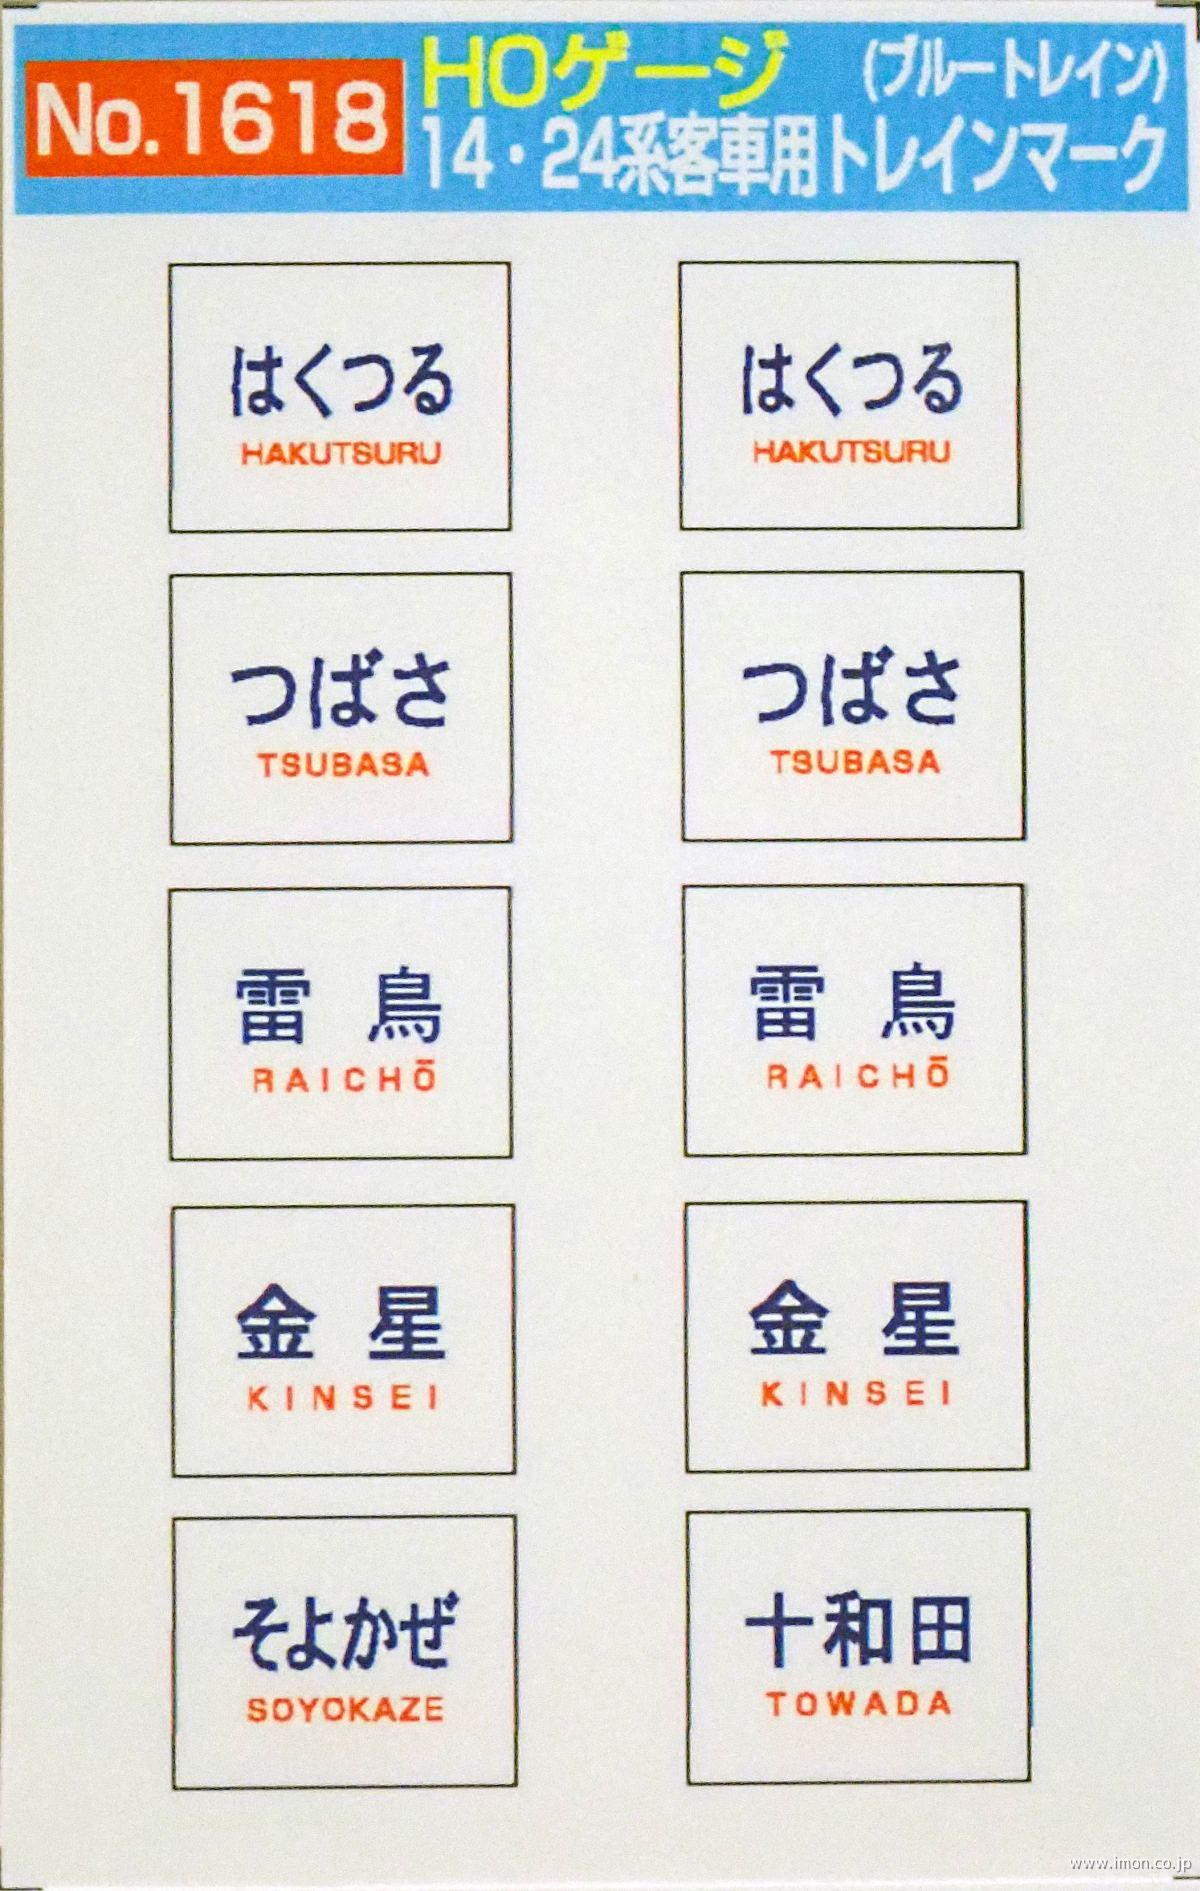 No.1618
HOゲージ (ブルートレイン)
14・24系客車用トレインマーク
はくつる はくつる
HAKUTSURU HAKUTSURU
つばさ つばさ
TSUBASA TSUBASA
雷鳥 雷鳥
RAICHŌ RAICHŌ
金星 金星
KINSEI KINSEI
そよかぜ 十和田
SOYOKAZE TOWADA
www.imon.co.jp